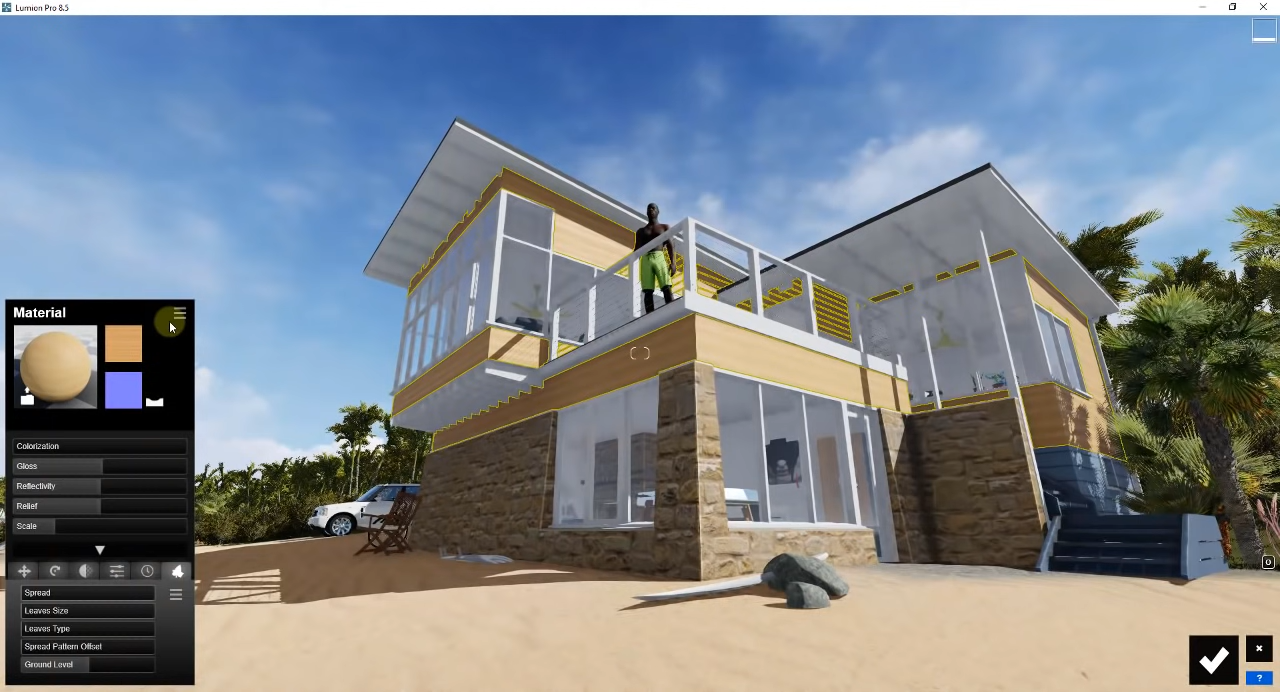 Lumion Pro 8.5
Material
Colorization
Gloss
Reflectivity
Relief
Scale
Spread
Leaves Size
Leaves Type
Spread Pattern Offset
Ground Level
O
?